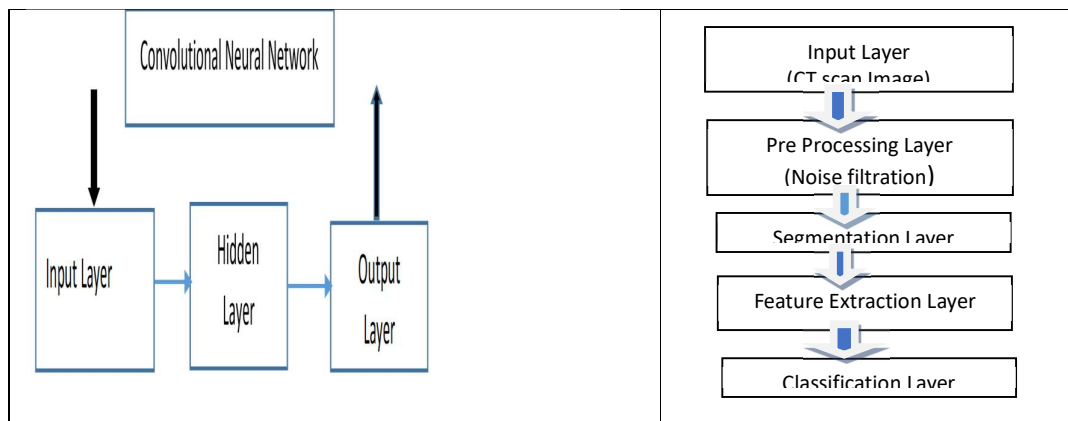 Convolutional Neural Network
Input Layer
Hidden
Layer
Output
Layer
Input Layer
(CT scan Image)
Pre Processing Layer
(Noise filtration)
Segmentation Layer
Feature Extraction Layer
Classification Layer